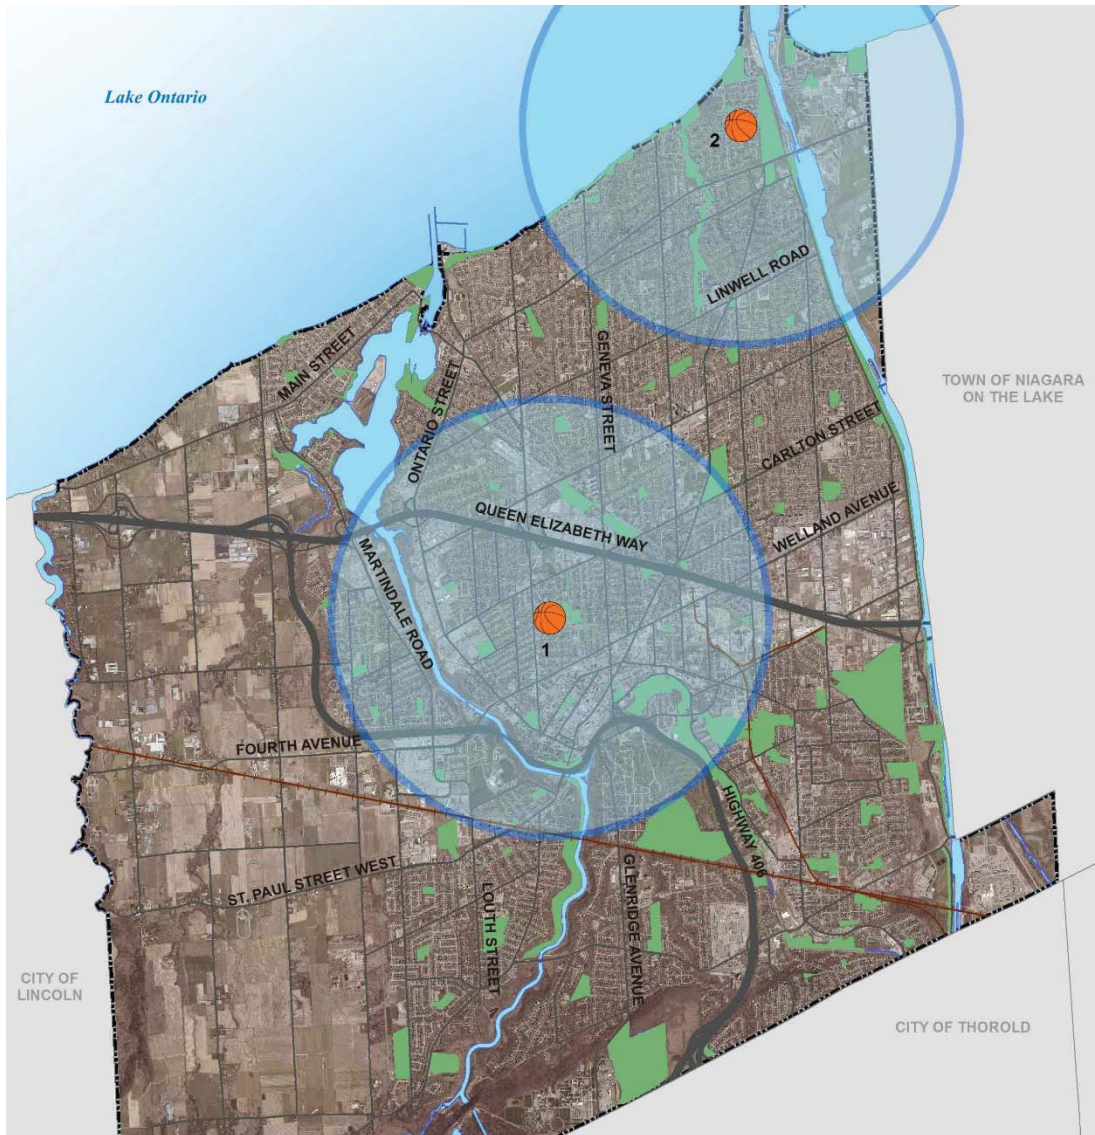 Lake Ontario
2
LINWELL ROAD
MAIN STREET
GENEVA STREET
ONTARIO STREET
TOWN OF NIAGARA
ON THE LAKE
CARLTON STREET
QUEEN ELIZABETH WAY
WELLAND AVENUE
MARTINDALE ROAD
1
FOURTH AVENUE
HIGHWAY 406
ST. PAUL STREET WEST
LOUTH STREET
GLENRIDGE AVENUE
CITY OF
LINCOLN
CITY OF THOROLD